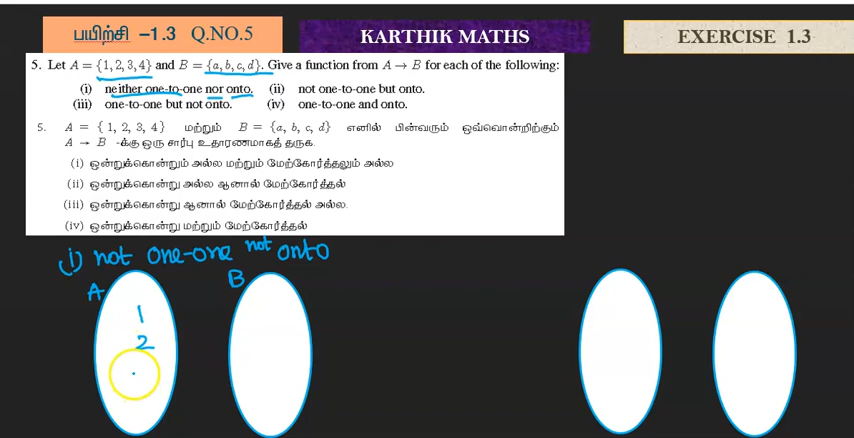 பயிற்சி –1.3 Q.NO.5
KARTHIK MATHS
EXERCISE 1.3
5. Let A = {1, 2, 3, 4} and B = {a, b, c, d}. Give a function from A → B for each of the following:
(i) neither one-to-one nor onto. (ii) not one-to-one but onto.
(iii) one-to-one but not onto. (iv) one-to-one and onto.
5. A = { 1, 2, 3, 4 } மற்றும் B = {a, b, c, d} எனில் பின்வரும் ஒவ்வொன்றிற்கும்
A → B -க்கு ஒரு சார்பு உதாரணமாகத் தருக.
(i) ஒன்றுக்கொன்றும் அல்ல மற்றும் மேற்கோர்த்தலும் அல்ல
(ii) ஒன்றுக்கொன்று அல்ல ஆனால் மேற்கோர்த்தல்
(iii) ஒன்றுக்கொன்று ஆனால் மேற்கோர்த்தல் அல்ல.
(iv) ஒன்றுக்கொன்று மற்றும் மேற்கோர்த்தல்
(i) not one-one not onto
A B
1
2